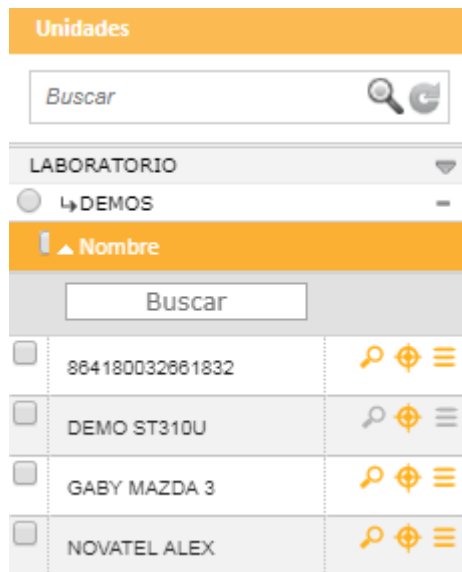 Unidades
Buscar
LABORATORIO
↳DEMOS
Nombre
Buscar
864180032661832
DEMO ST310U
GABY MAZDA 3
NOVATEL ALEX